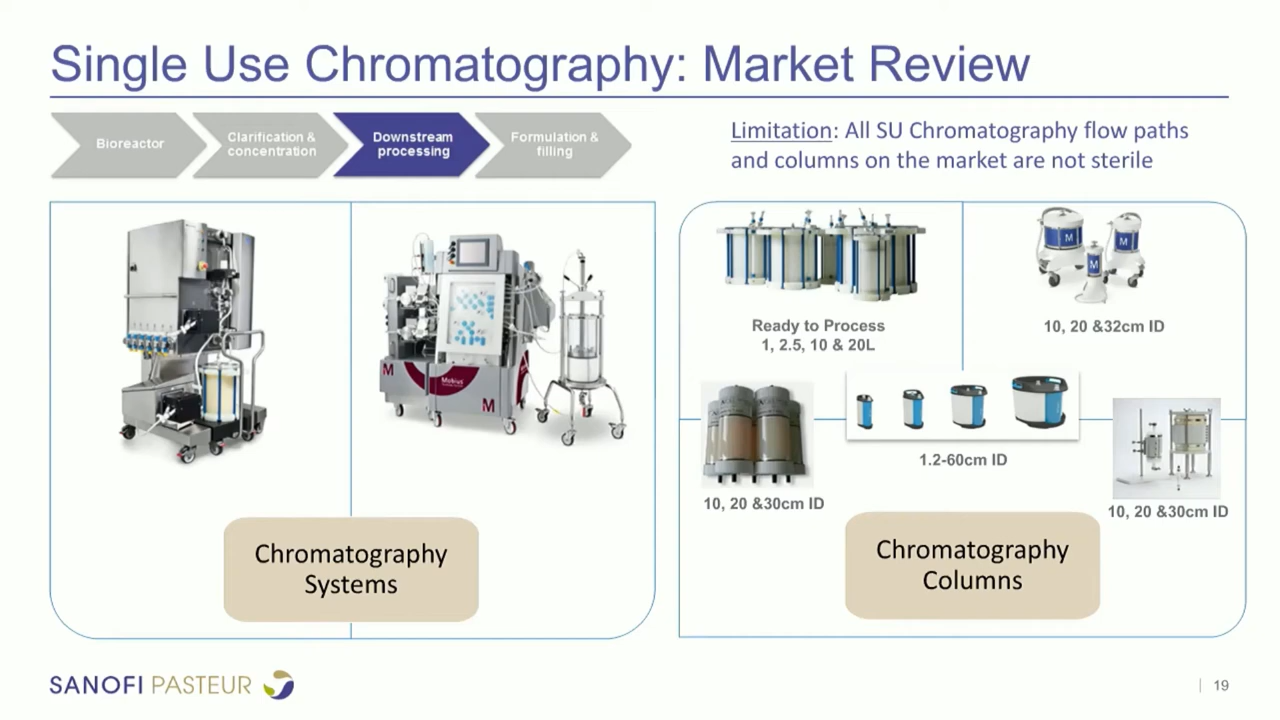 Single Use Chromatography: Market Review
Bioreactor
Clarification &
concentration
Downstream
processing
Formulation &
filling
Limitation: All SU Chromatography flow paths
and columns on the market are not sterile
M
Mobius
M
Chromatography
Systems
Ready to Process
1, 2.5, 10 & 20L
M
M
M
10, 20 &32cm ID
10, 20 &30cm ID
1.2-60cm ID
10, 20 &30cm ID
Chromatography
Columns
SANOFI PASTEUR
19